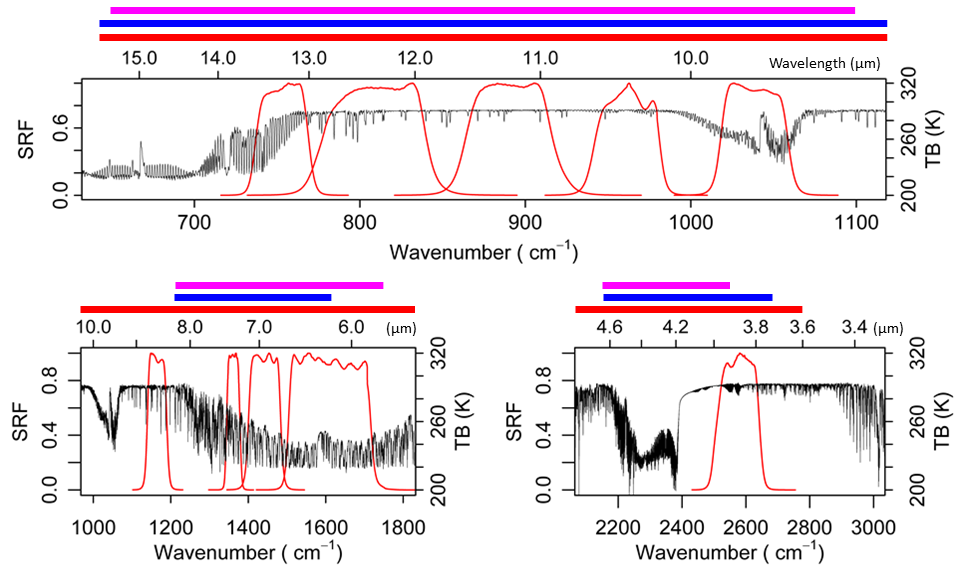 15.0 14.0 13.0 12.0 11.0 10.0 Wavelength (μm)
SRF
0.0 0.6
200 260 320
TB (K)
700 800 900 1000 1100
Wavenumber ( cm⁻¹)
10.0 8.0 7.0 6.0 (μm)
SRF
0.0 0.4 0.8
200 260 320
TB (K)
1000 1200 1400 1600 1800
Wavenumber ( cm⁻¹)
4.6 4.2 3.8 3.6 3.4 (μm)
SRF
0.0 0.4 0.8
200 260 320
TB (K)
2200 2400 2600 2800 3000
Wavenumber ( cm⁻¹)